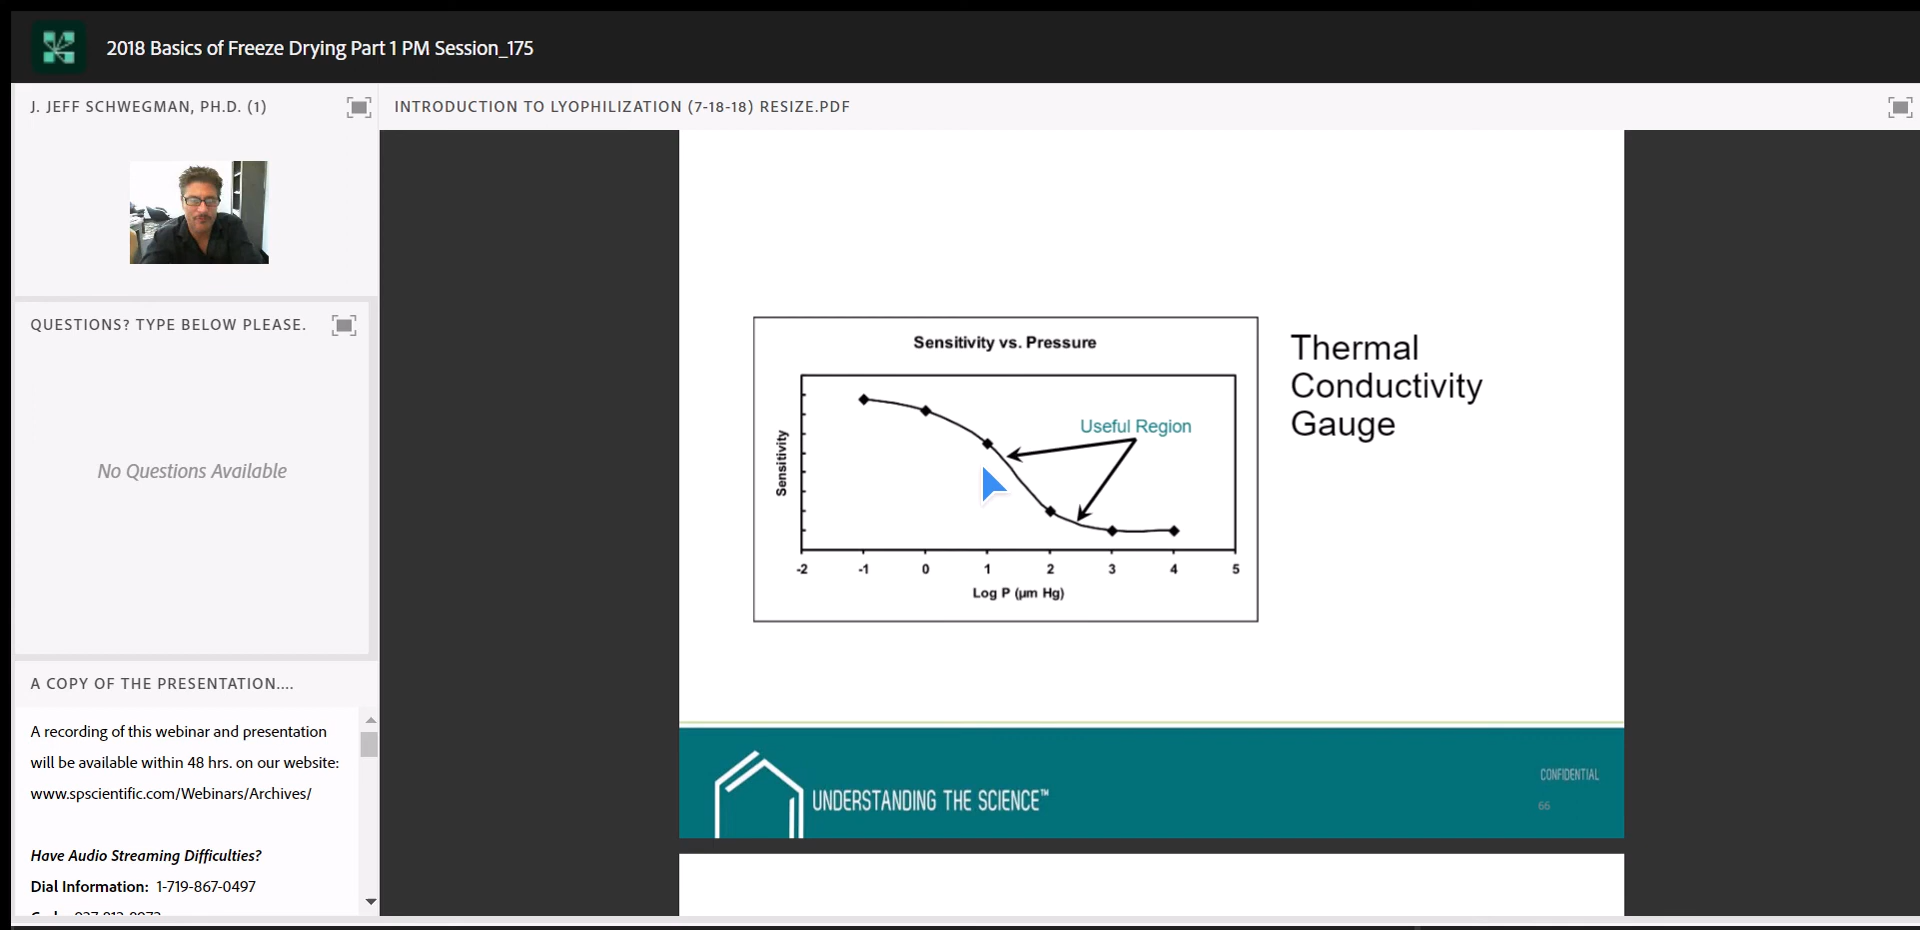 2018 Basics of Freeze Drying Part 1 PM Session_175
J. JEFF SCHWEGMAN, PH.D. (1)
INTRODUCTION TO LYOPHILIZATION (7-18-18) RESIZE.PDF
QUESTIONS? TYPE BELOW PLEASE.
No Questions Available
A COPY OF THE PRESENTATION....
A recording of this webinar and presentation
will be available within 48 hrs. on our website:
www.spscientific.com/Webinars/Archives/
Have Audio Streaming Difficulties?
Dial Information: 1-719-867-0497
Sensitivity vs. Pressure
Useful Region
Sensitivity
-2 -1 0 1 2 3 4 5
Log P (µm Hg)
Thermal
Conductivity
Gauge
UNDERSTANDING THE SCIENCE™
CONFIDENTIAL
66